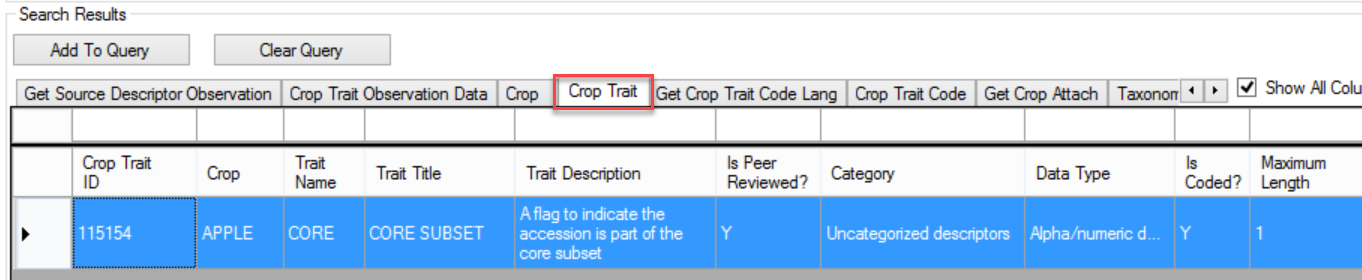 Search Results
Add To Query Clear Query
Get Source Descriptor Observation Crop Trait Observation Data Crop Crop Trait Get Crop Trait Code Lang Crop Trait Code Get Crop Attach Taxonom Show All Colu
Crop Trait ID Crop Trait Name Trait Title Trait Description Is Peer Reviewed? Category Data Type Is Coded? Maximum Length
115154 APPLE CORE CORE SUBSET A flag to indicate the accession is part of the core subset Y Uncategorized descriptors Alpha/numeric d... Y 1